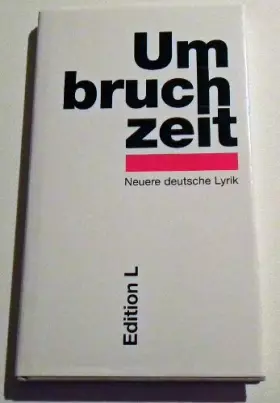 Um
bruch
zeit
Neuere deutsche Lyrik
Edition L